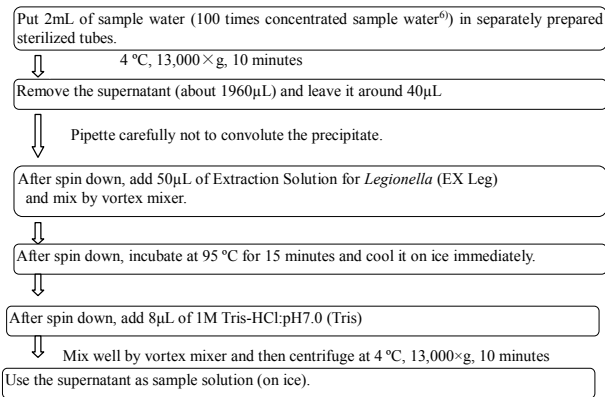 Put 2mL of sample water (100 times concentrated sample water⁶⁾) in separately prepared
sterilized tubes.
4 ºC, 13,000×g, 10 minutes
Remove the supernatant (about 1960μL) and leave it around 40μL
Pipette carefully not to convolute the precipitate.
After spin down, add 50μL of Extraction Solution for Legionella (EX Leg)
and mix by vortex mixer.
After spin down, incubate at 95 ºC for 15 minutes and cool it on ice immediately.
After spin down, add 8μL of 1M Tris-HCl:pH7.0 (Tris)
Mix well by vortex mixer and then centrifuge at 4 ºC, 13,000×g, 10 minutes
Use the supernatant as sample solution (on ice).